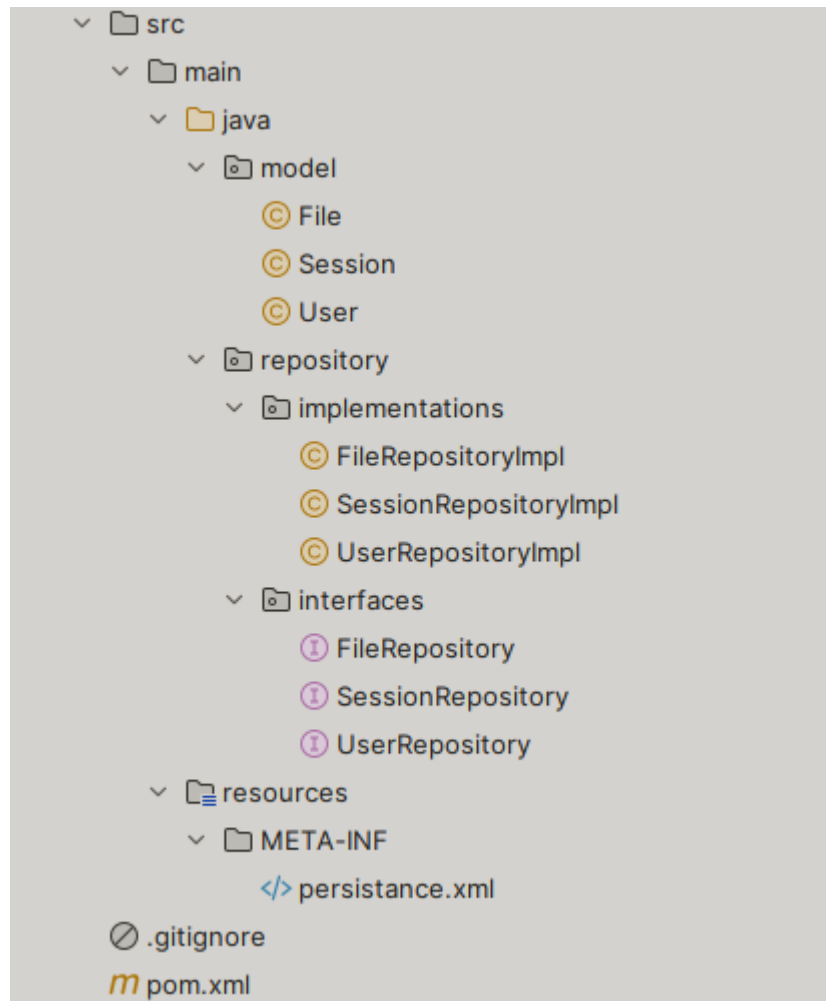 src
main
java
model
File
Session
User
repository
implementations
FileRepositoryImpl
SessionRepositoryImpl
UserRepositoryImpl
interfaces
FileRepository
SessionRepository
UserRepository
resources
META-INF
persistance.xml
.gitignore
pom.xml